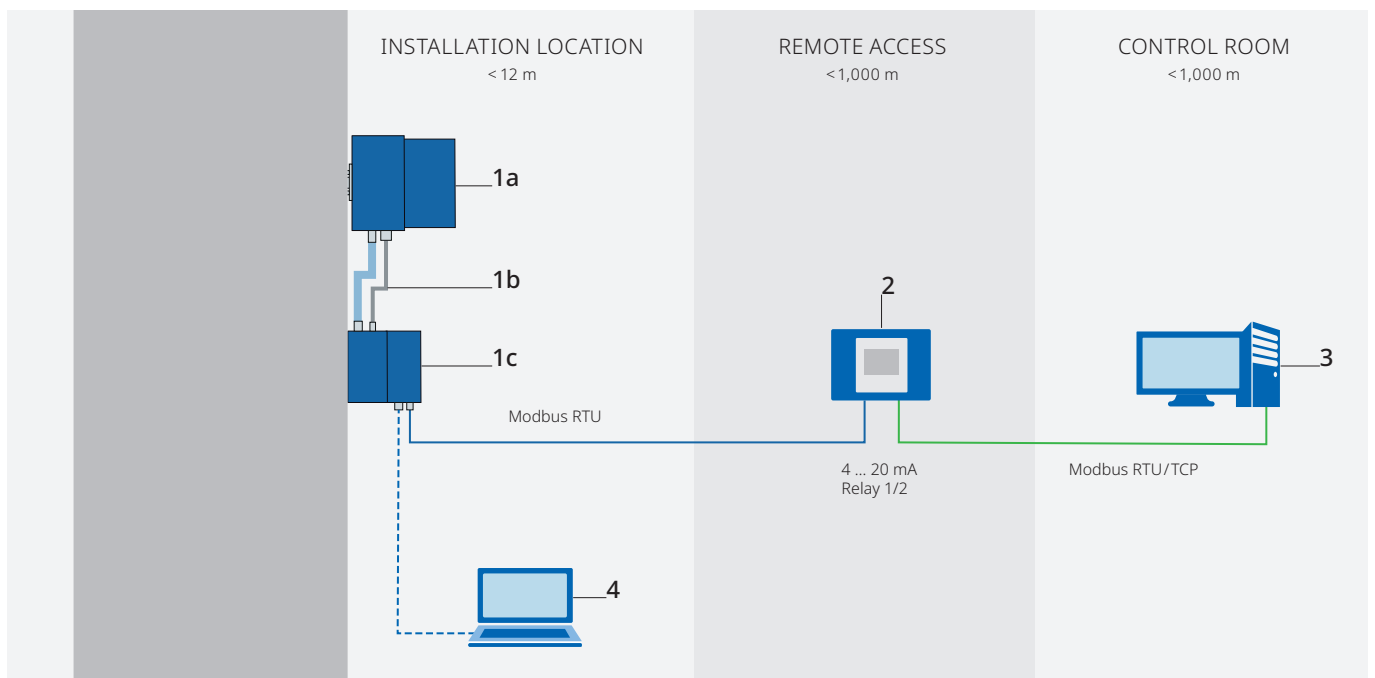 INSTALLATION LOCATION
< 12 m
REMOTE ACCESS
<1,000 m
CONTROL ROOM
<1,000 m
1a
1b
2
1c
3
Modbus RTU
4 ... 20 mA
Relay 1/2
Modbus RTU/TCP
4